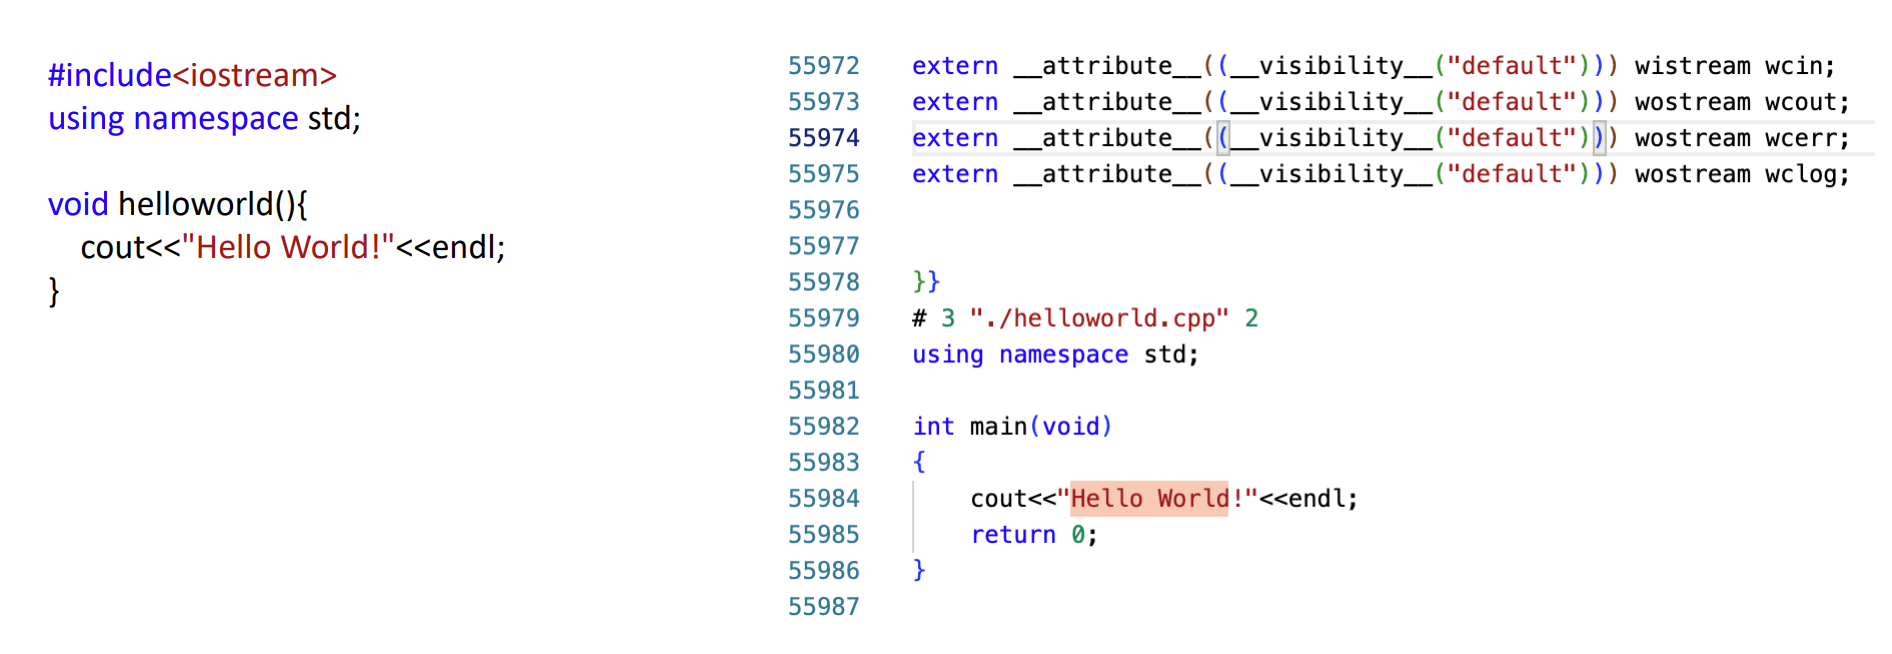 #include<iostream>
using namespace std;
void helloworld(){
cout<<"Hello World!"<<endl;
}
55972 extern __attribute__((__visibility__("default"))) wistream wcin;
55973 extern __attribute__((__visibility__("default"))) wostream wcout;
55974 extern __attribute__((__visibility__("default"))) wostream wcerr;
55975 extern __attribute__((__visibility__("default"))) wostream wclog;
55976
55977
55978 }}
55979 # 3 "./helloworld.cpp" 2
55980 using namespace std;
55981
55982 int main(void)
55983 {
55984 cout<<"Hello World!"<<endl;
55985 return 0;
55986 }
55987